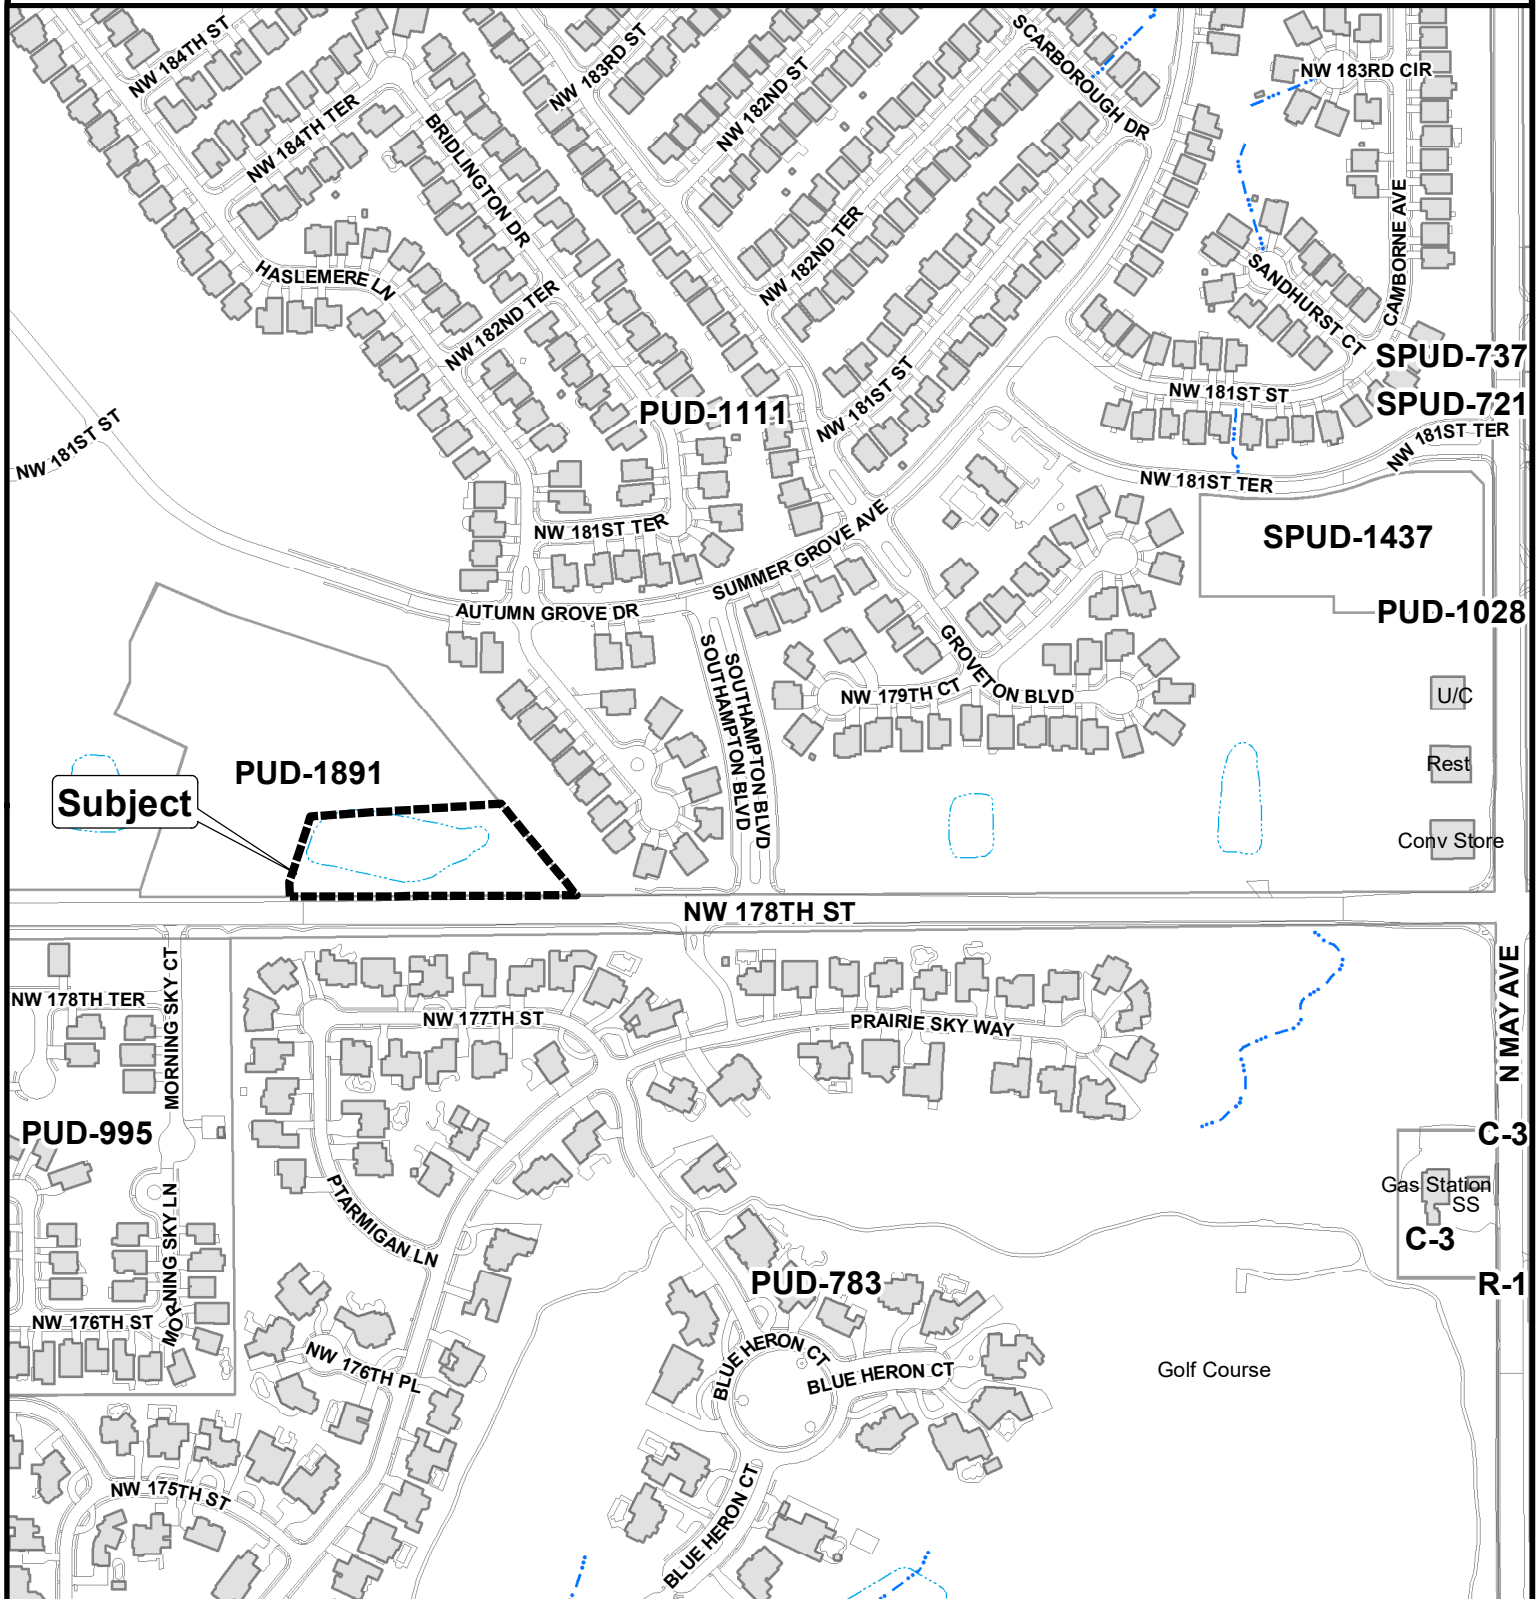 NW 184TH ST
NW 183RD ST
NW 182ND ST
SCARBOROUGH DR
NW 183RD CIR
NW 184TH TER
BRIDLINGTON DR
NW 182ND TER
CAMBORNE AVE
SANDHURST CT
HASLEMERE LN
NW 182ND TER
SPUD-737
NW 181ST ST
SPUD-721
PUD-1111
NW 181ST ST
NW 181ST ST
NW 181ST TER
NW 181ST TER
NW 181ST TER
SPUD-1437
SUMMER GROVE AVE
AUTUMN GROVE DR
PUD-1028
SOUTHAMPTON BLVD
SOUTHAMPTON BLVD
GROVETON BLVD
NW 179TH CT
U/C
Rest
PUD-1891
Subject
Conv Store
NW 178TH ST
N MAY AVE
MORNING SKY CT
NW 178TH TER
NW 177TH ST
PRAIRIE SKY WAY
PUD-995
C-3
Gas Station
SS
C-3
PTARMIGAN LN
MORNING SKY LN
PUD-783
R-1
NW 176TH ST
NW 176TH PL
BLUE HERON CT
BLUE HERON CT
Golf Course
NW 175TH ST
BLUE HERON CT